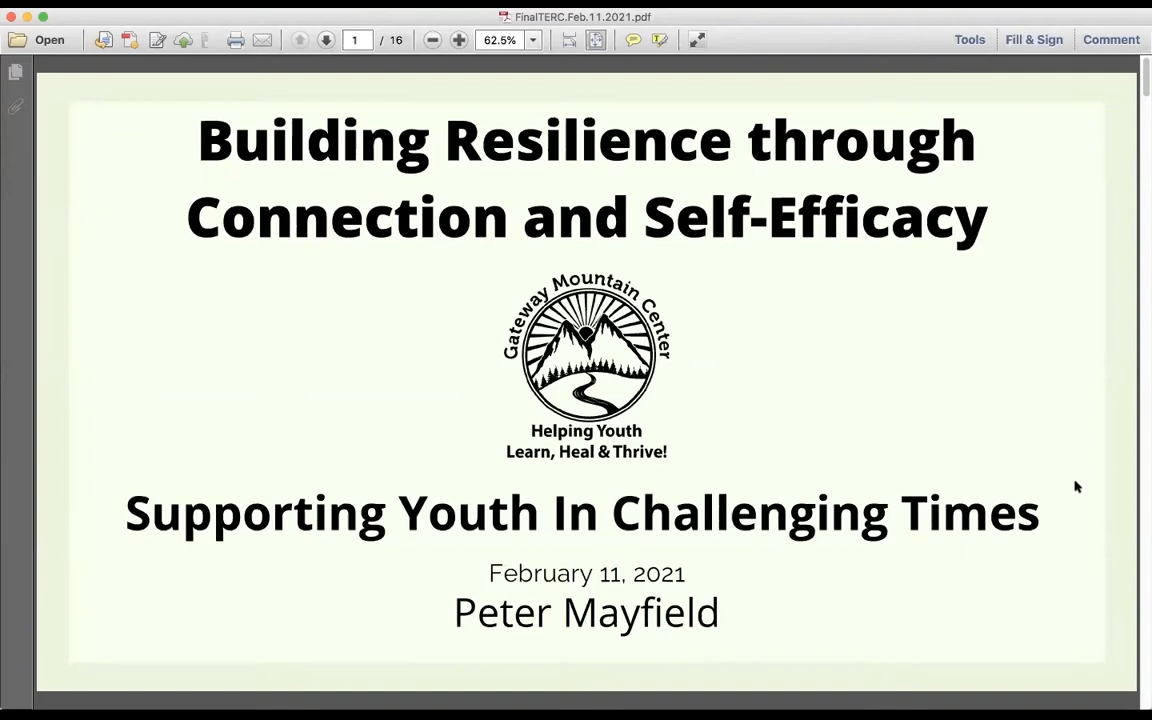 FinalTERC.Feb.11.2021.pdf
Open
1 / 16
62.5%
Tools
Fill & Sign
Comment
Building Resilience through
Connection and Self-Efficacy
Gateway Mountain Center
Helping Youth
Learn, Heal & Thrive!
Supporting Youth In Challenging Times
February 11, 2021
Peter Mayfield